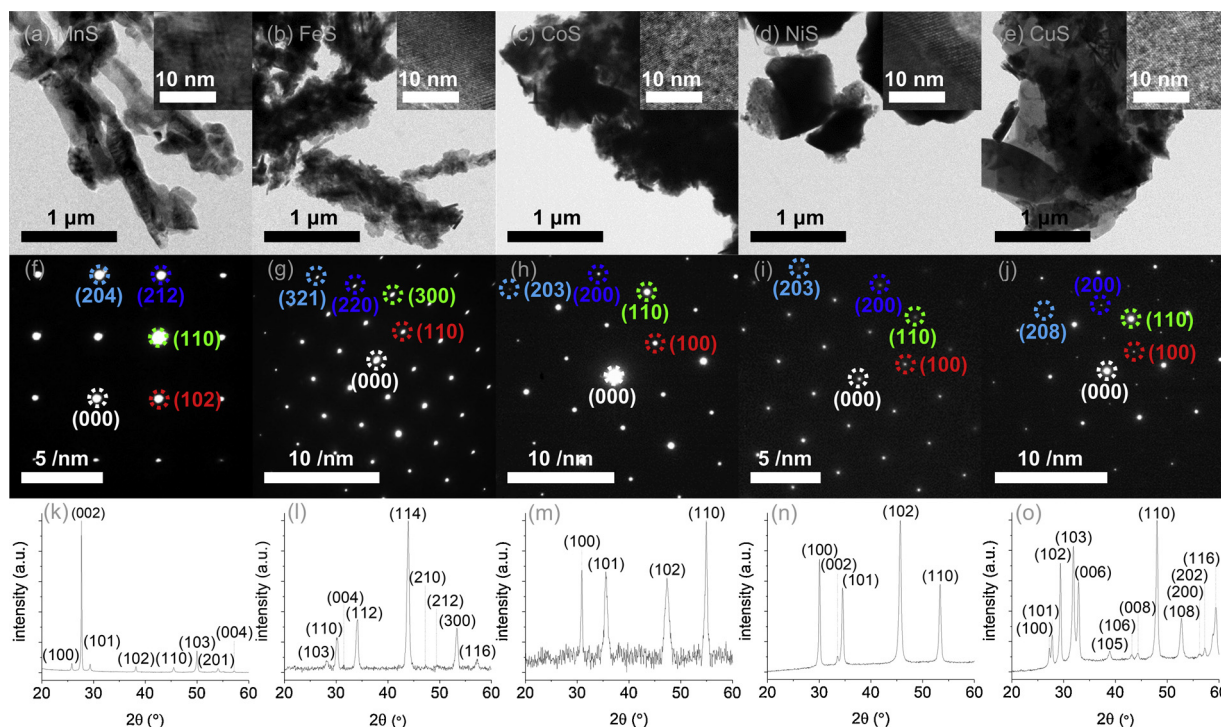 (a) MnS
(b) FeS
(c) CoS
(d) NiS
(e) CuS
10 nm
10 nm
10 nm
10 nm
10 nm
1 µm
1 µm
1 µm
1 µm
1 µm
(f)
(204)
(212)
(110)
(000)
(102)
5 /nm
(g)
(321)
(220)
(300)
(110)
(000)
10 /nm
(h)
(203)
(200)
(110)
(100)
(000)
10 /nm
(i)
(203)
(200)
(110)
(100)
(000)
5 /nm
(j)
(200)
(208)
(110)
(100)
(000)
10 /nm
(k)
(002)
(100)
(101)
(102)
(110)
(103)
(201)
(004)
intensity (a.u.)
20 30 40 50 60
2θ (°)
(l)
(114)
(210)
(004)
(212)
(110)
(112)
(300)
(103)
(116)
intensity (a.u.)
20 30 40 50 60
2θ (°)
(m)
(110)
(100)
(101)
(102)
intensity (a.u.)
20 30 40 50 60
2θ (°)
(n)
(102)
(100)
(002)
(101)
(110)
intensity (a.u.)
20 30 40 50 60
2θ (°)
(o)
(110)
(103)
(102)
(006)
(116)
(202)
(200)
(008)
(101)
(106)
(108)
(100)
(105)
intensity (a.u.)
20 30 40 50 60
2θ (°)